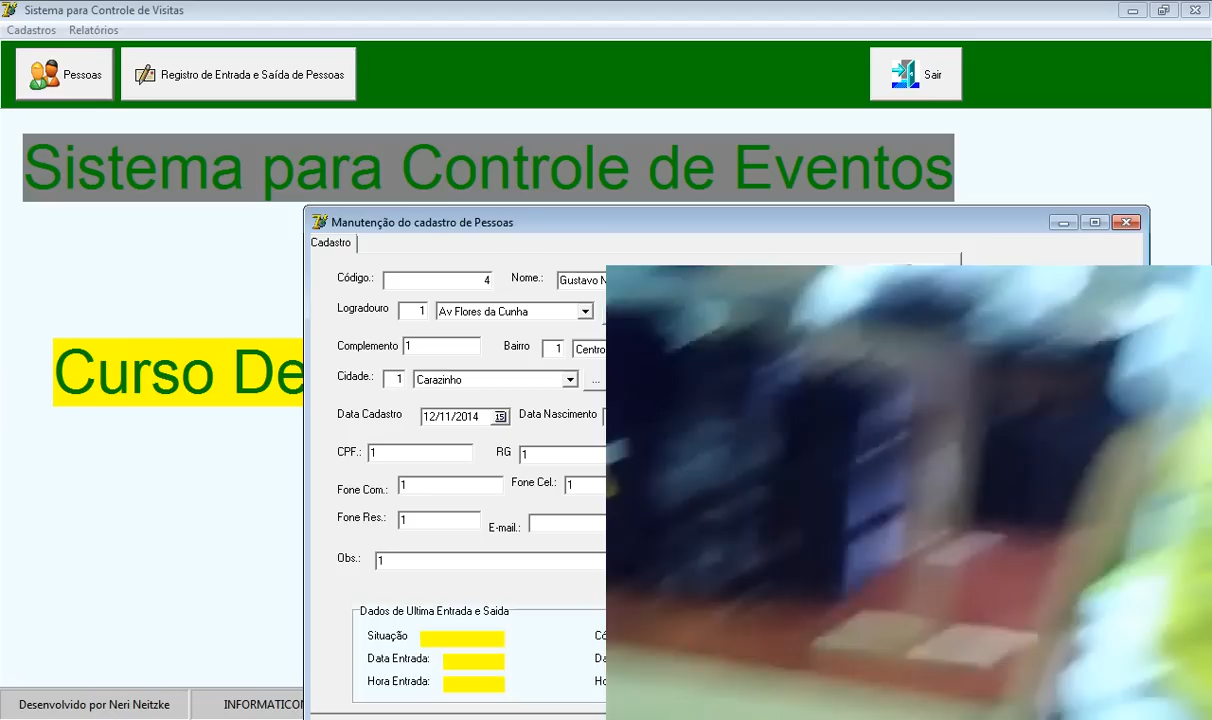 Sistema para Controle de Visitas
Cadastros Relatórios
Pessoas Registro de Entrada e Saída de Pessoas Sair
Sistema para Controle de Eventos
Manutenção do cadastro de Pessoas
Cadastro
Código.: 4 Nome.: Gustavo
Logradouro 1 Av Flores da Cunha
Curso De
Complemento 1 Bairro 1 Centro
Cidade.: 1 Carazinho ...
Data Cadastro 12/11/2014 15 Data Nascimento
CPF.: 1 RG 1
Fone Com.: 1 Fone Cel.: 1
Fone Res.: 1 E-mail.:
Obs.: 1
Dados de Ultima Entrada e Saida
Situação
Data Entrada:
Hora Entrada:
Desenvolvido por Neri Neitzke